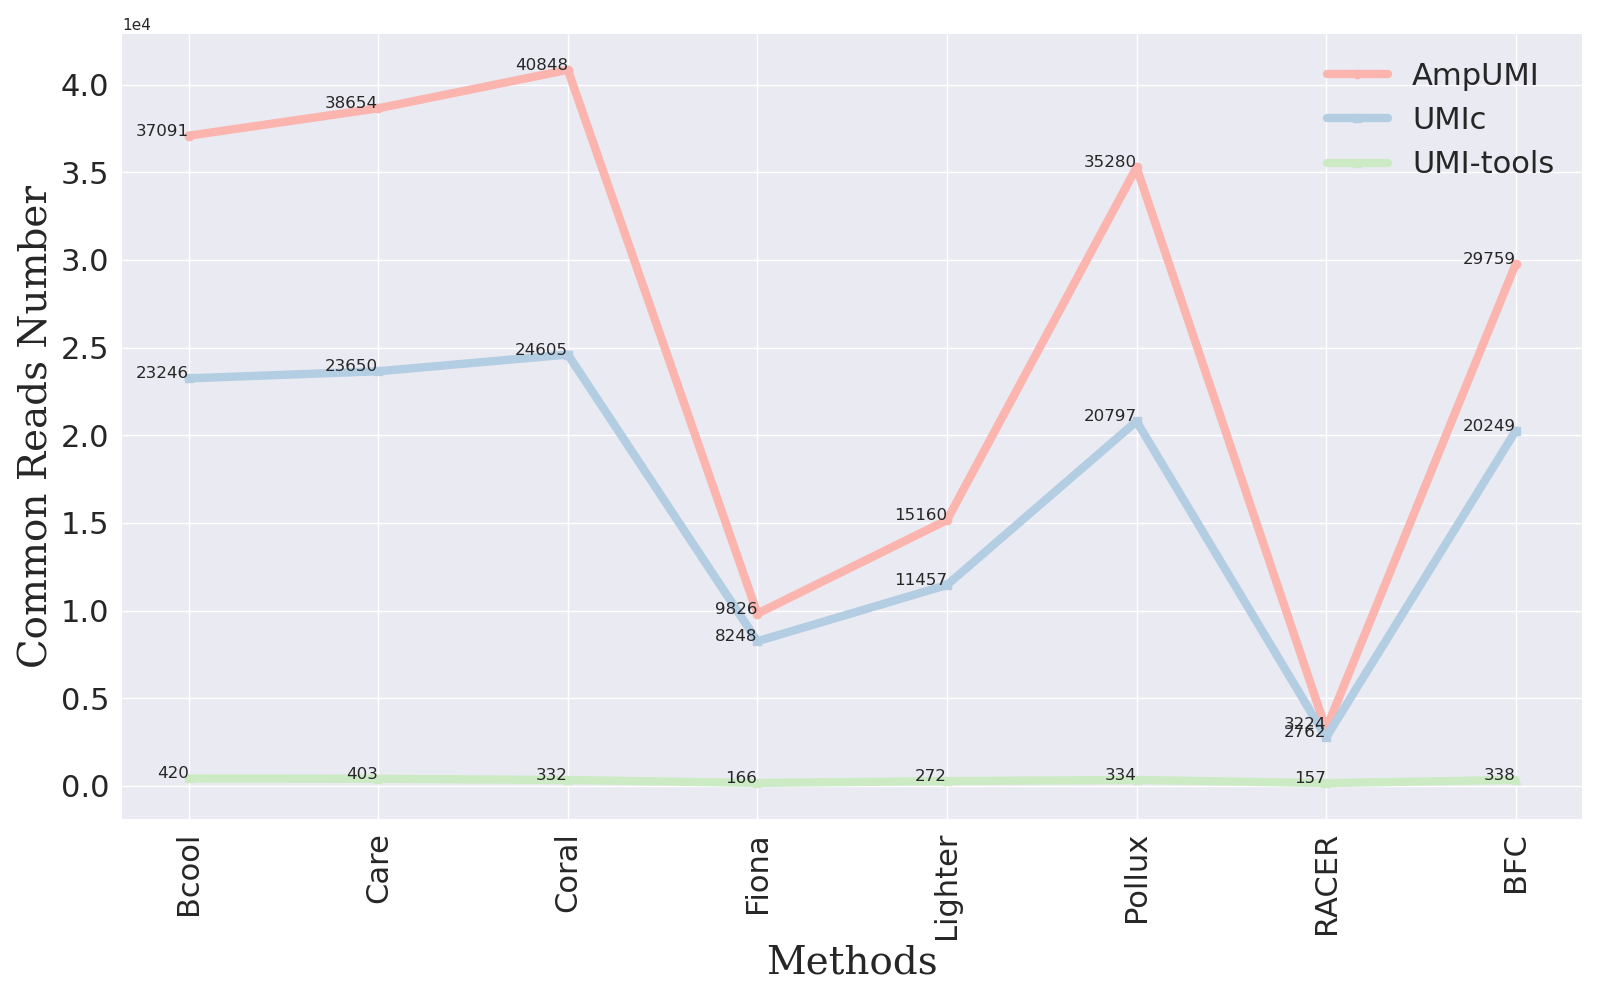 1e4
4.0
3.5
3.0
2.5
2.0
1.5
1.0
0.5
0.0
Common Reads Number
AmpUMI
UMIc
UMI-tools
37091
38654
40848
9826
15160
35280
3224
29759
23246
23650
24605
8248
11457
20797
2762
20249
420
403
332
166
272
334
157
338
Bcool
Care
Coral
Fiona
Lighter
Pollux
RACER
BFC
Methods